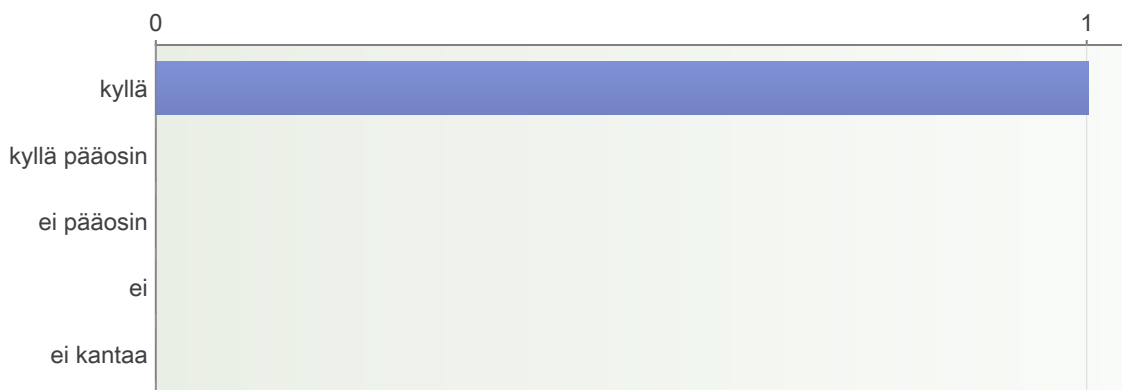 0 1
kyllä
kyllä pääosin
ei pääosin
ei
ei kantaa